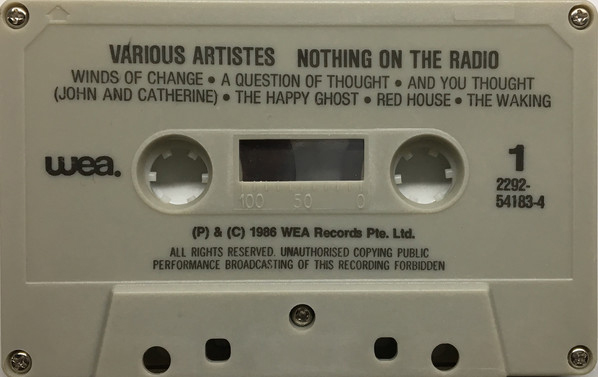 VARIOUS ARTISTES NOTHING ON THE RADIO
WINDS OF CHANGE • A QUESTION OF THOUGHT • AND YOU THOUGHT
(JOHN AND CATHERINE) • THE HAPPY GHOST • RED HOUSE • THE WAKING
wea.
1
2292-
54183-4
100 50 0
(P) & (C) 1986 WEA Records Pte. Ltd.
ALL RIGHTS RESERVED. UNAUTHORISED COPYING PUBLIC
PERFORMANCE BROADCASTING OF THIS RECORDING FORBIDDEN